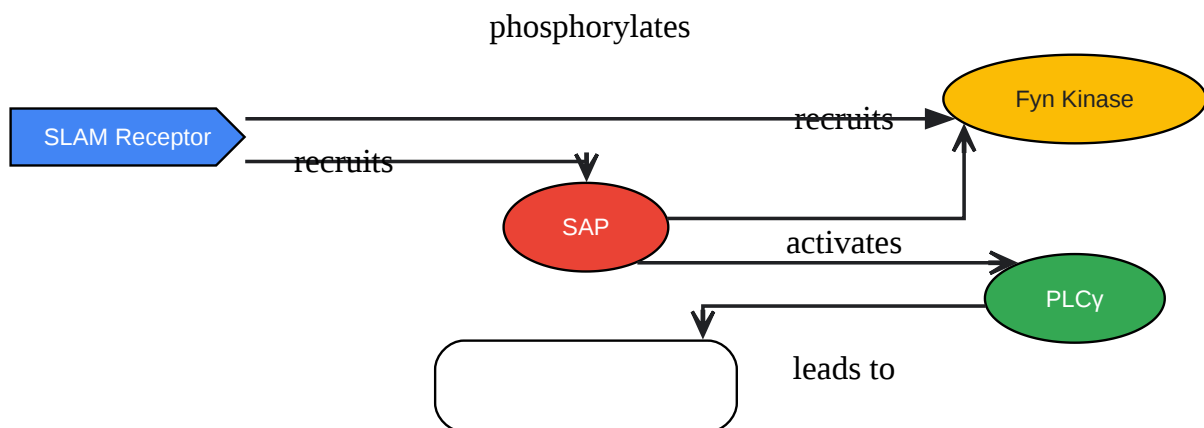 phosphorylates
Fyn Kinase
recruits
SLAM Receptor
recruits
SAP
activates
PLCγ
leads to